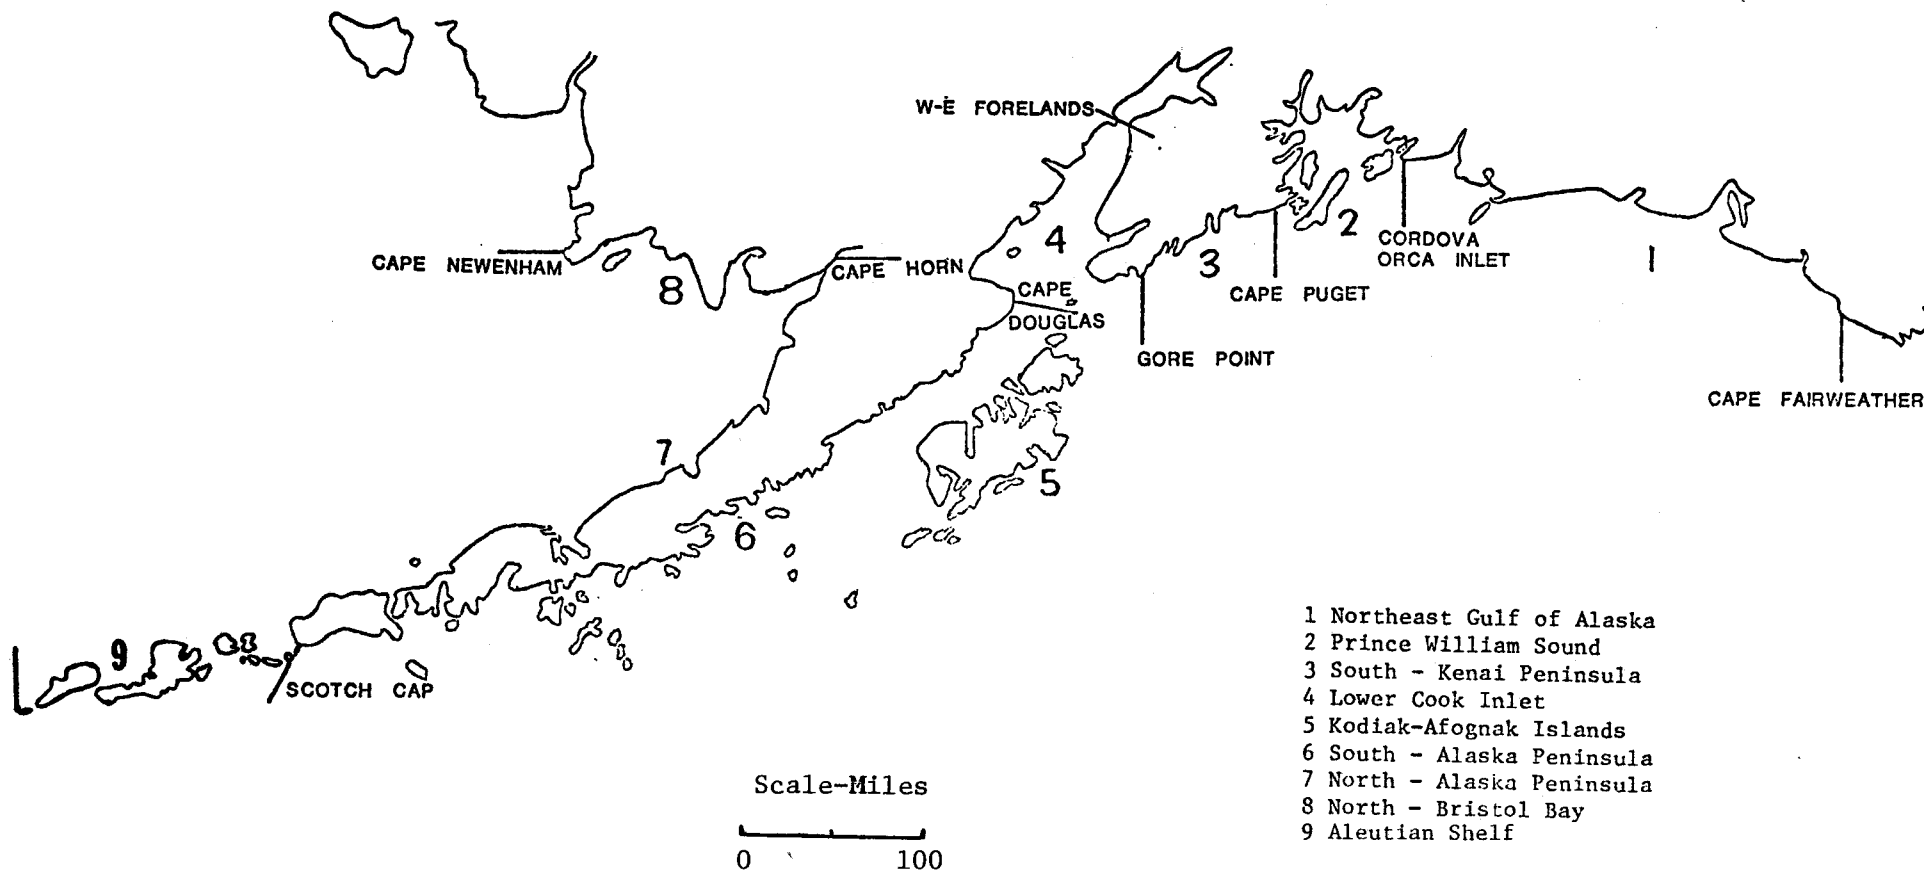 W-E FORELANDS
4
2
CORDOVA
ORCA INLET
1
CAPE NEWENHAM
8
CAPE HORN
3
CAPE PUGET
CAPE
DOUGLAS
GORE POINT
CAPE FAIRWEATHER
7
5
6
9
SCOTCH CAP
1 Northeast Gulf of Alaska
2 Prince William Sound
3 South - Kenai Peninsula
4 Lower Cook Inlet
5 Kodiak-Afognak Islands
6 South - Alaska Peninsula
7 North - Alaska Peninsula
8 North - Bristol Bay
9 Aleutian Shelf
Scale-Miles
0 100